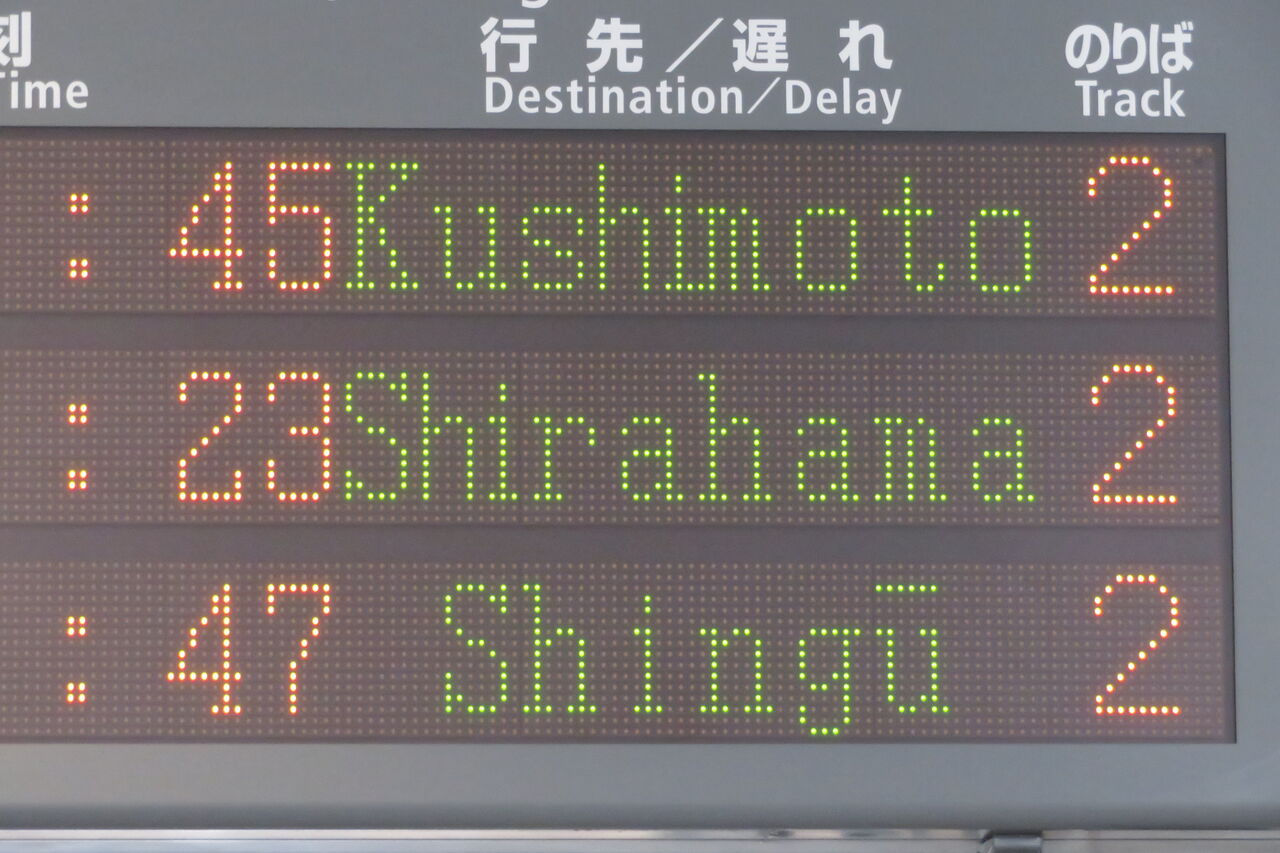 刻 行先／遅れ のりば
Time Destination／Delay Track
: 45 Kushimoto 2
: 23 Shirahama 2
: 47 Shingū 2